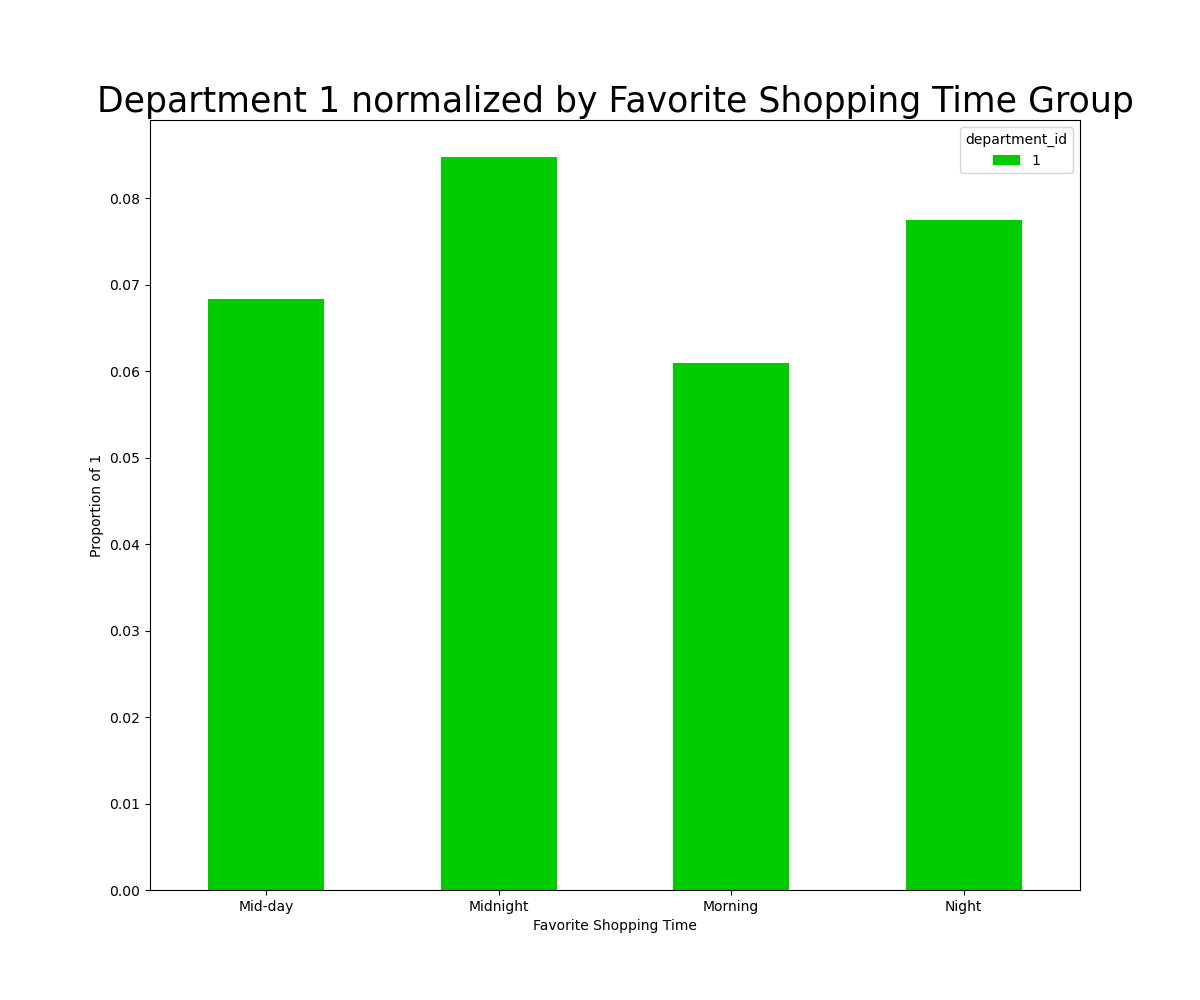 Department 1 normalized by Favorite Shopping Time Group
department_id
1
0.08
0.07
0.06
0.05
0.04
0.03
0.02
0.01
0.00
Proportion of 1
Mid-day Midnight Morning Night
Favorite Shopping Time